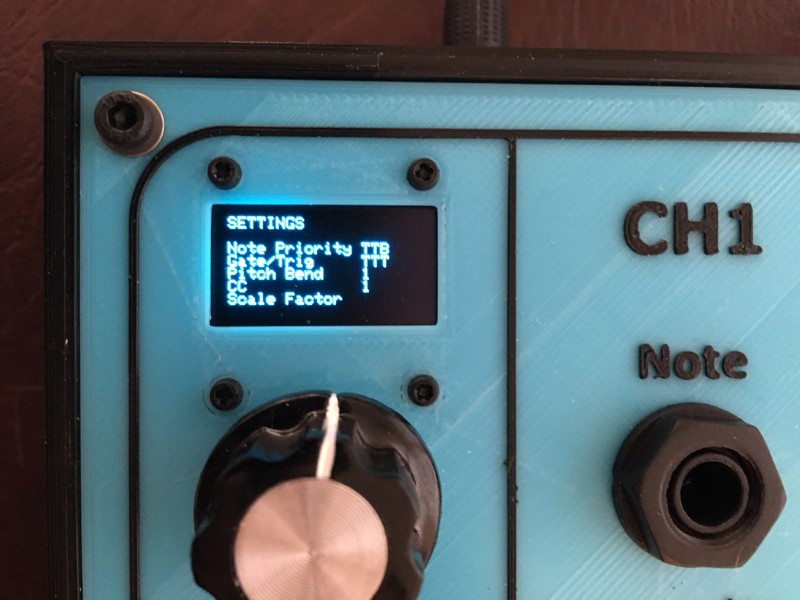 SETTINGS
Note Priority TTB
Gate/Trig TTT
Pitch Bend 1
CC 1
Scale Factor
CH1
Note